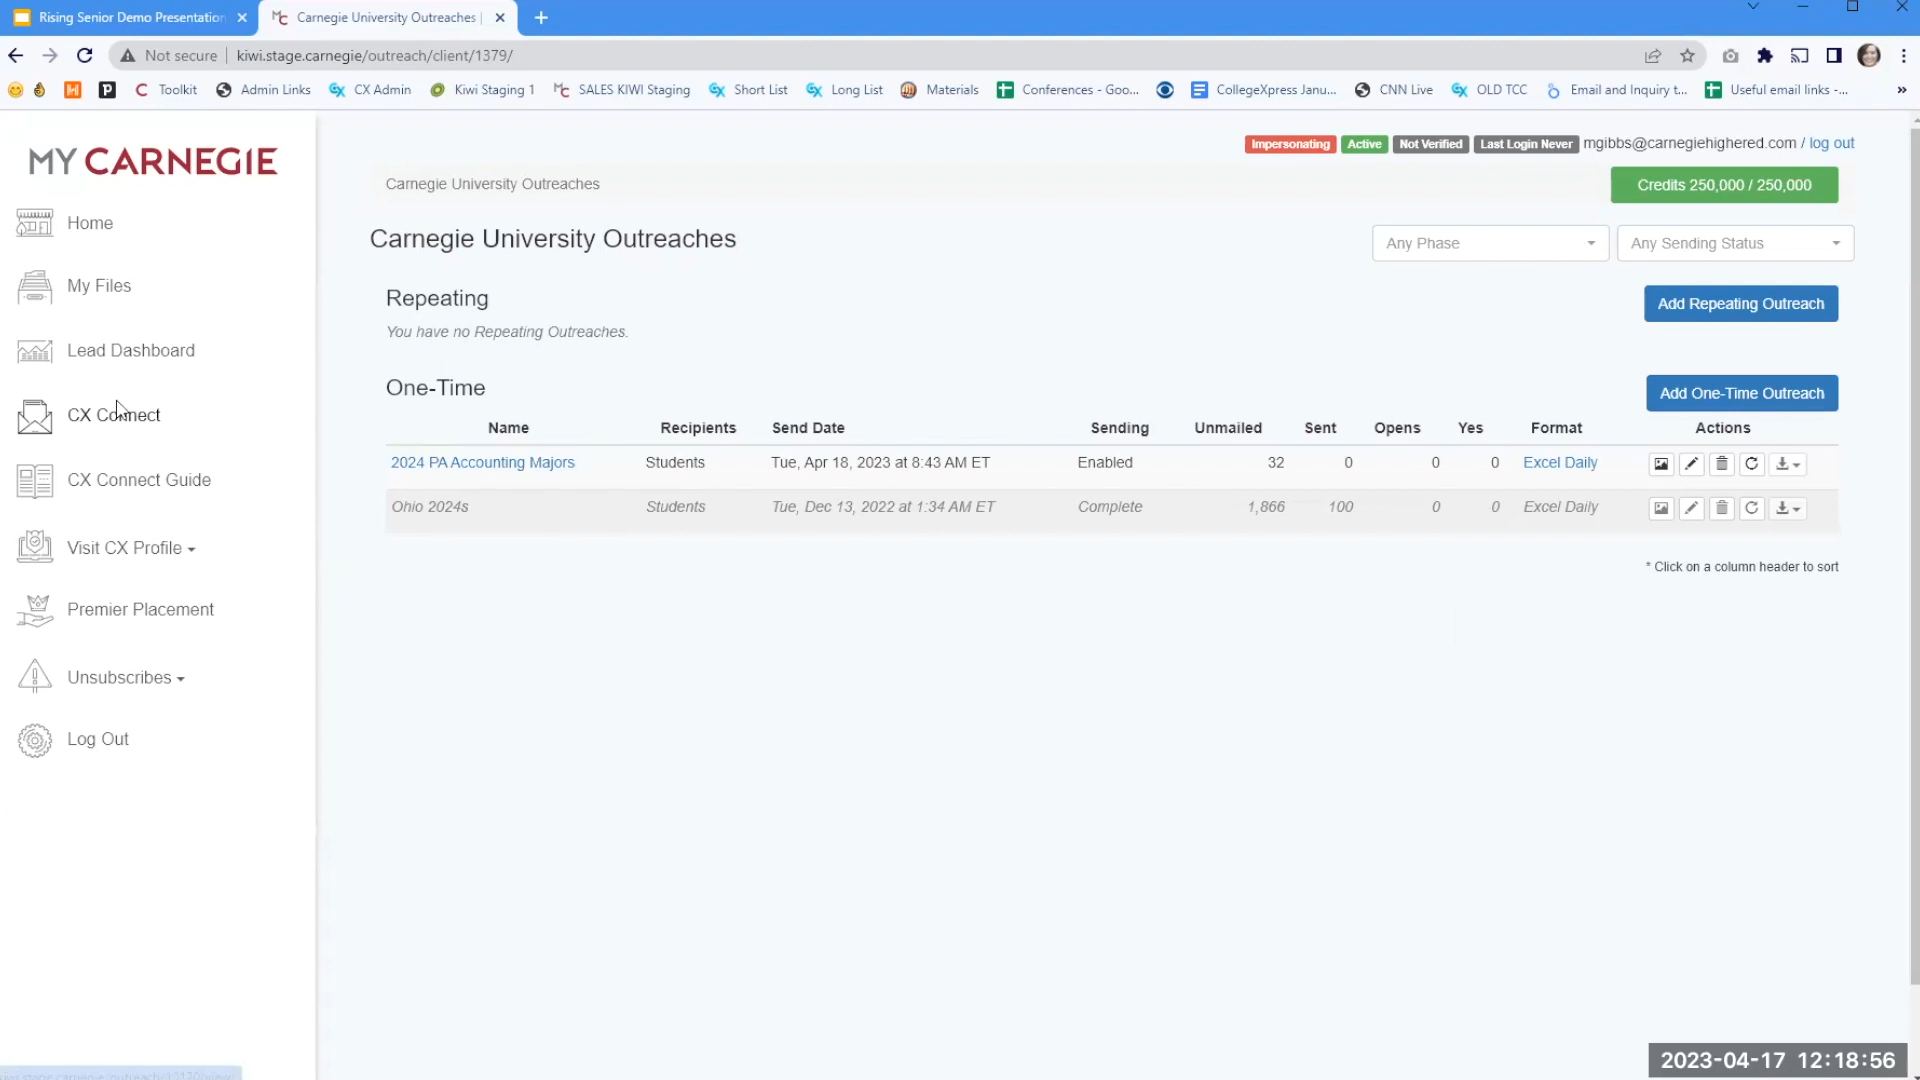 Rising Senior Demo Presentation
Carnegie University Outreaches |
Not secure | kiwi.stage.carnegie/outreach/client/1379/
Toolkit Admin Links CX Admin Kiwi Staging 1 SALES KIWI Staging Short List Long List Materials Conferences - Goo... CollegeXpress Janu... CNN Live OLD TCC Email and Inquiry t... Useful email links -... »
MY CARNEGIE
Home
My Files
Lead Dashboard
CX Connect
CX Connect Guide
Visit CX Profile
Premier Placement
Unsubscribes
Log Out
Impersonating Active Not Verified Last Login Never mgibbs@carnegiehighered.com / log out
Carnegie University Outreaches
Credits 250,000 / 250,000
Carnegie University Outreaches
Any Phase
Any Sending Status
Repeating
Add Repeating Outreach
You have no Repeating Outreaches.
One-Time
Add One-Time Outreach
Name Recipients Send Date Sending Unmailed Sent Opens Yes Format Actions
2024 PA Accounting Majors Students Tue, Apr 18, 2023 at 8:43 AM ET Enabled 32 0 0 0 Excel Daily
Ohio 2024s Students Tue, Dec 13, 2022 at 1:34 AM ET Complete 1,866 100 0 0 Excel Daily
* Click on a column header to sort
2023-04-17 12:18:56